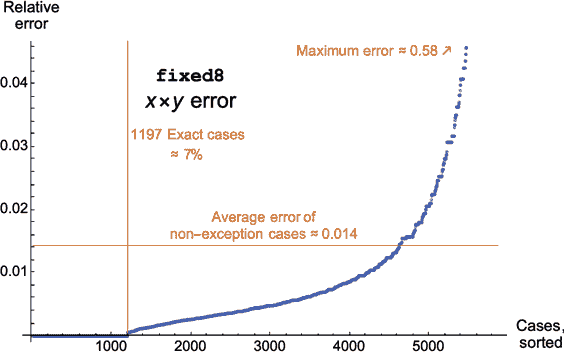 Relative
error
Maximum error ≈ 0.58 ↗
0.04
fixed8
x×y error
1197 Exact cases
≈ 7%
0.03
0.02
Average error of
non–exception cases ≈ 0.014
0.01
1000 2000 3000 4000 5000
Cases,
sorted